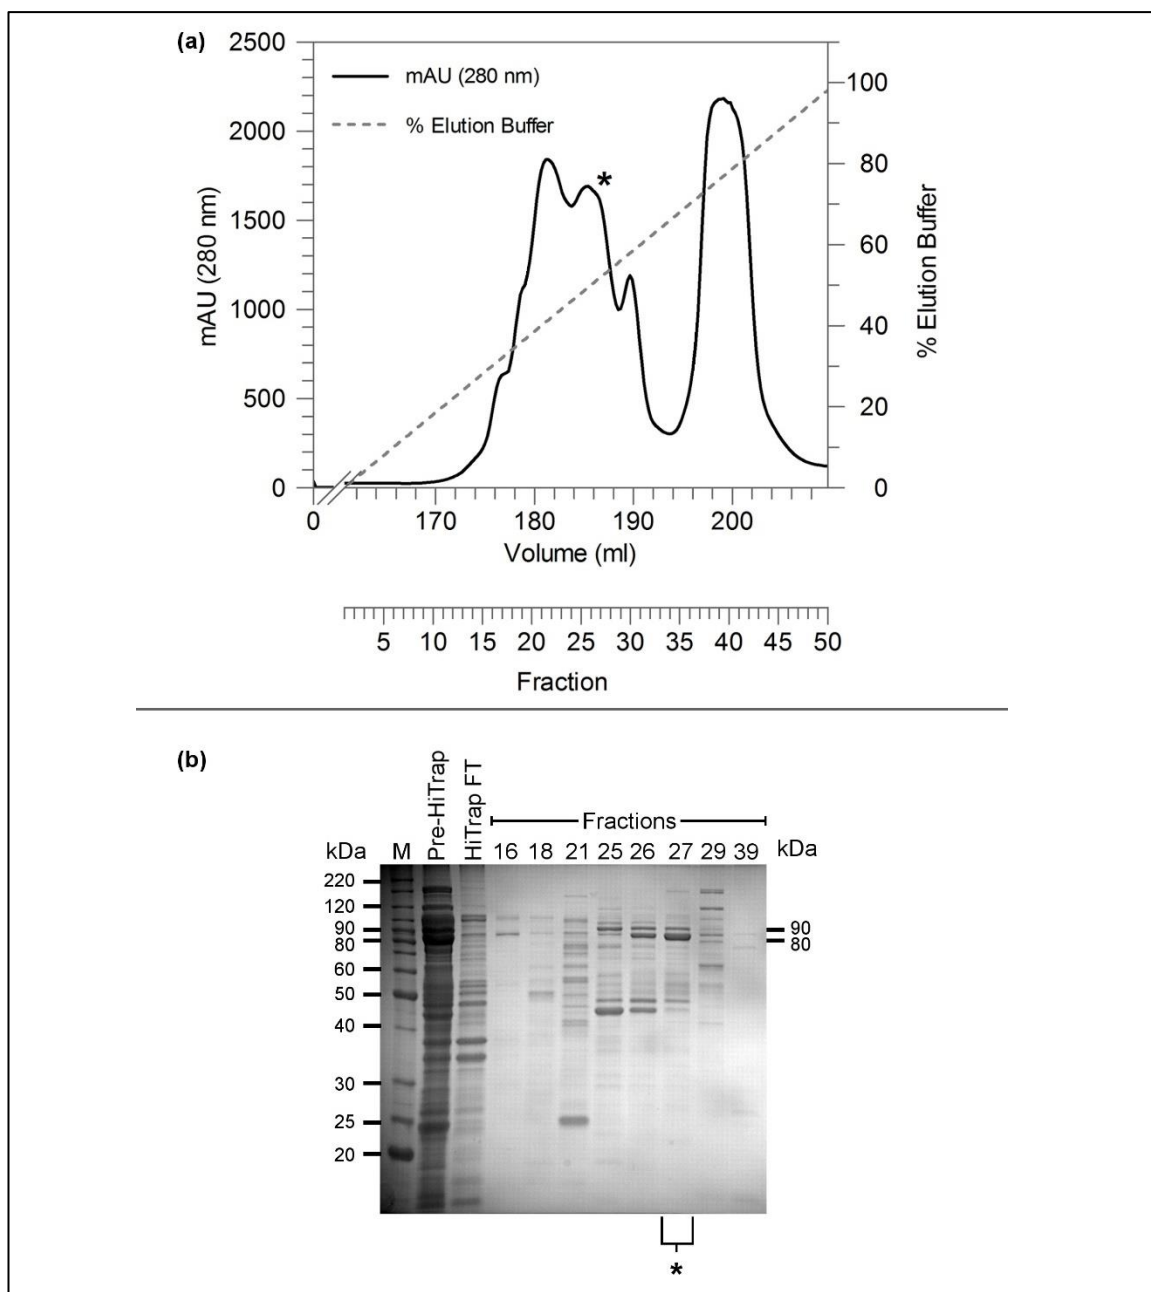 (a)
2500
2000
1500
1000
500
0
mAU (280 nm)
mAU (280 nm)
% Elution Buffer
*
100
80
60
40
20
0
% Elution Buffer
0 170 180 190 200
Volume (ml)
5 10 15 20 25 30 35 40 45 50
Fraction
(b)
Pre-HiTrap
HiTrap FT
Fractions
kDa M 16 18 21 25 26 27 29 39 kDa
220
120
90
80
60
50
40
30
25
20
90
80
*